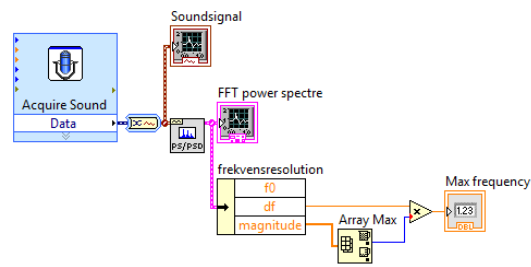 Soundsignal
Acquire Sound
Data
FFT power spectre
PS/PSD
frekvensresolution
f0
df
magnitude
Array Max
Max frequency
1.23
DBL